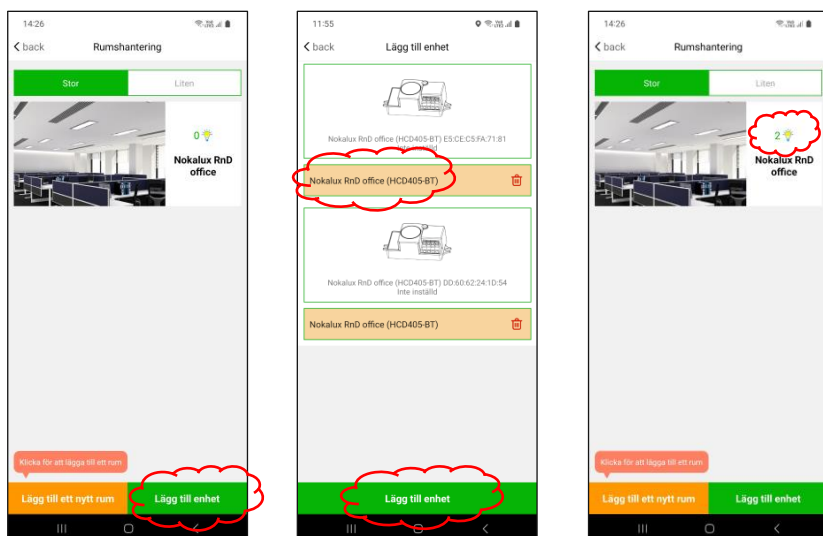 14:26
back
Rumshantering
Stor
Liten
0
Nokalux RnD
office
Klicka för att lägga till ett rum
Lägg till ett nytt rum
Lägg till enhet
11:55
back
Lägg till enhet
Nokalux RnD office (HCD405-BT) E5:CE:C5:FA:71:81
Inte inställd
Nokalux RnD office (HCD405-BT)
Nokalux RnD office (HCD405-BT) DD:60:62:24:1D:54
Inte inställd
Nokalux RnD office (HCD405-BT)
Lägg till enhet
14:26
back
Rumshantering
Stor
Liten
2
Nokalux RnD
office
Klicka för att lägga till ett rum
Lägg till ett nytt rum
Lägg till enhet